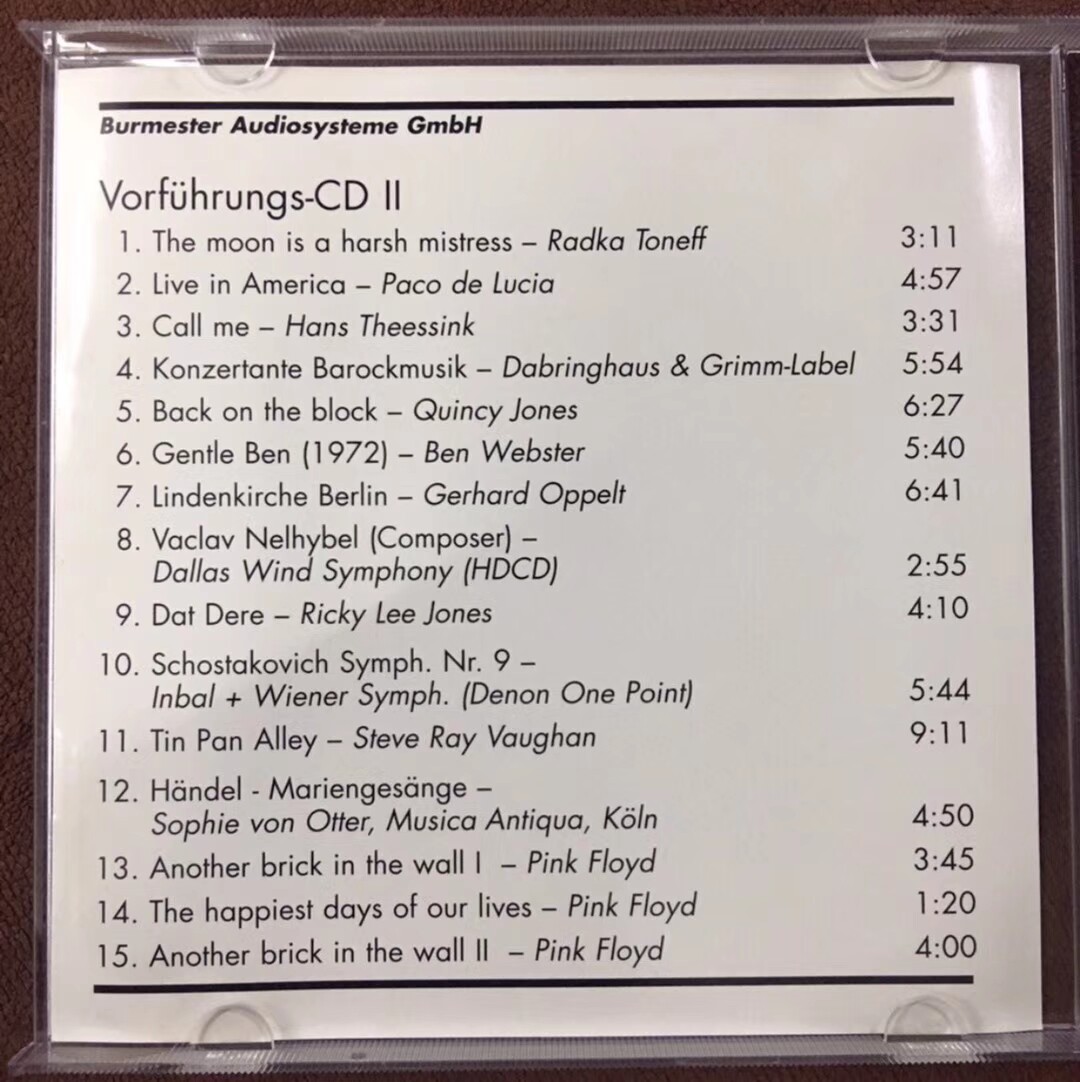 Burmester Audiosysteme GmbH
Vorführungs-CD II
1. The moon is a harsh mistress – Radka Toneff 3:11
2. Live in America – Paco de Lucia 4:57
3. Call me – Hans Theessink 3:31
4. Konzertante Barockmusik – Dabringhaus & Grimm-Label 5:54
5. Back on the block – Quincy Jones 6:27
6. Gentle Ben (1972) – Ben Webster 5:40
7. Lindenkirche Berlin – Gerhard Oppelt 6:41
8. Vaclav Nelhybel (Composer) –
Dallas Wind Symphony (HDCD) 2:55
9. Dat Dere – Ricky Lee Jones 4:10
10. Schostakovich Symph. Nr. 9 –
Inbal + Wiener Symph. (Denon One Point) 5:44
11. Tin Pan Alley – Steve Ray Vaughan 9:11
12. Händel - Mariengesänge –
Sophie von Otter, Musica Antiqua, Köln 4:50
13. Another brick in the wall I – Pink Floyd 3:45
14. The happiest days of our lives – Pink Floyd 1:20
15. Another brick in the wall II – Pink Floyd 4:00